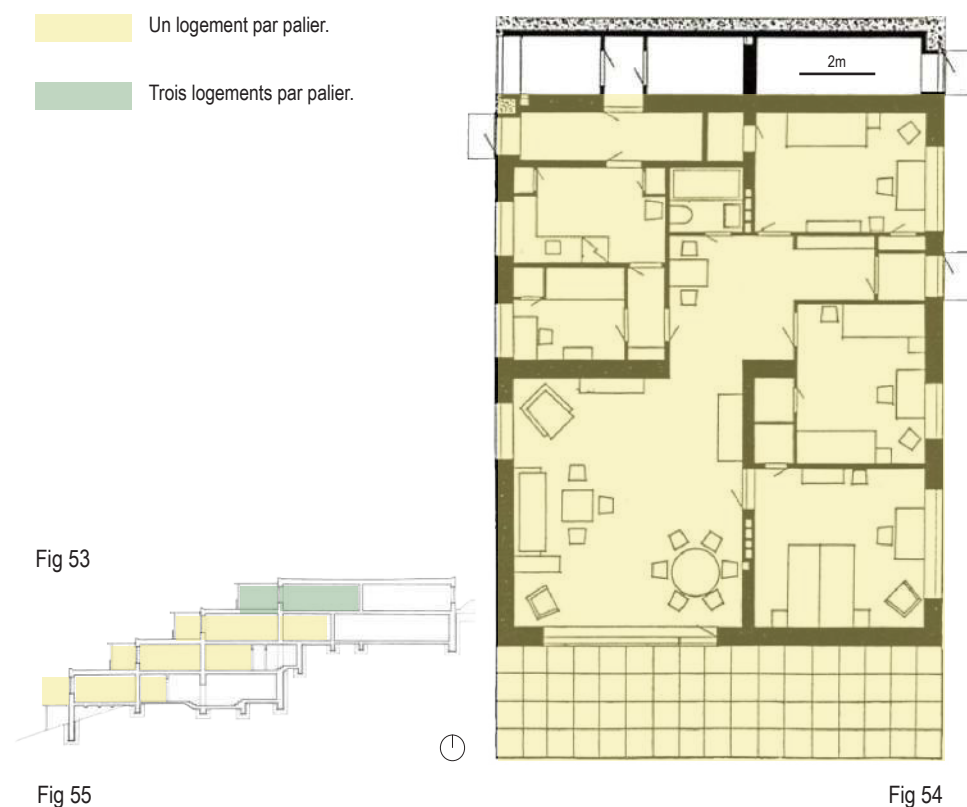 Un logement par palier.
Trois logements par palier.
2m
Fig 53
Fig 55
Fig 54